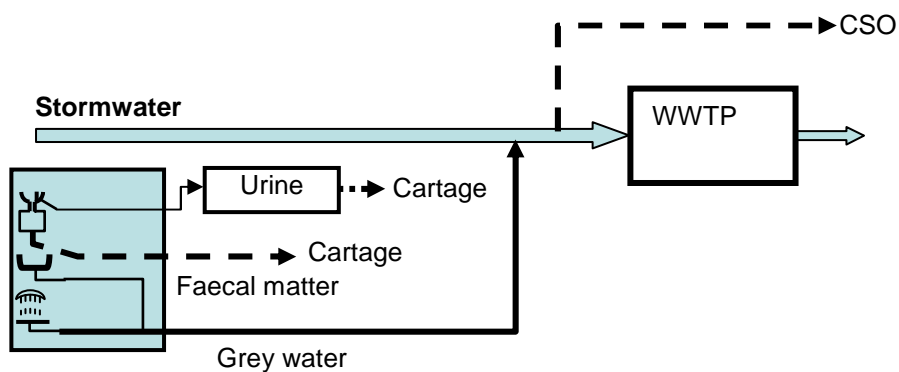 CSO
Stormwater
WWTP
Urine
Cartage
Cartage
Faecal matter
Grey water